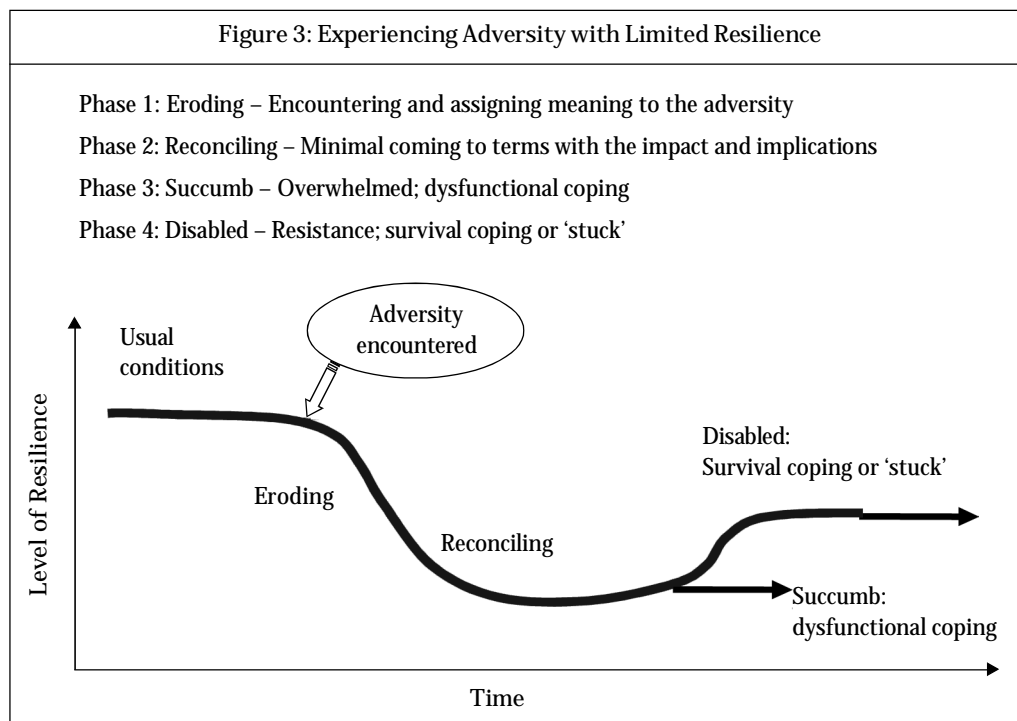 Figure 3: Experiencing Adversity with Limited Resilience
Phase 1: Eroding – Encountering and assigning meaning to the adversity
Phase 2: Reconciling – Minimal coming to terms with the impact and implications
Phase 3: Succumb – Overwhelmed; dysfunctional coping
Phase 4: Disabled – Resistance; survival coping or ‘stuck’
Usual
conditions
Adversity
encountered
Level of Resilience
Eroding
Reconciling
Disabled:
Survival coping or ‘stuck’
Succumb:
dysfunctional coping
Time